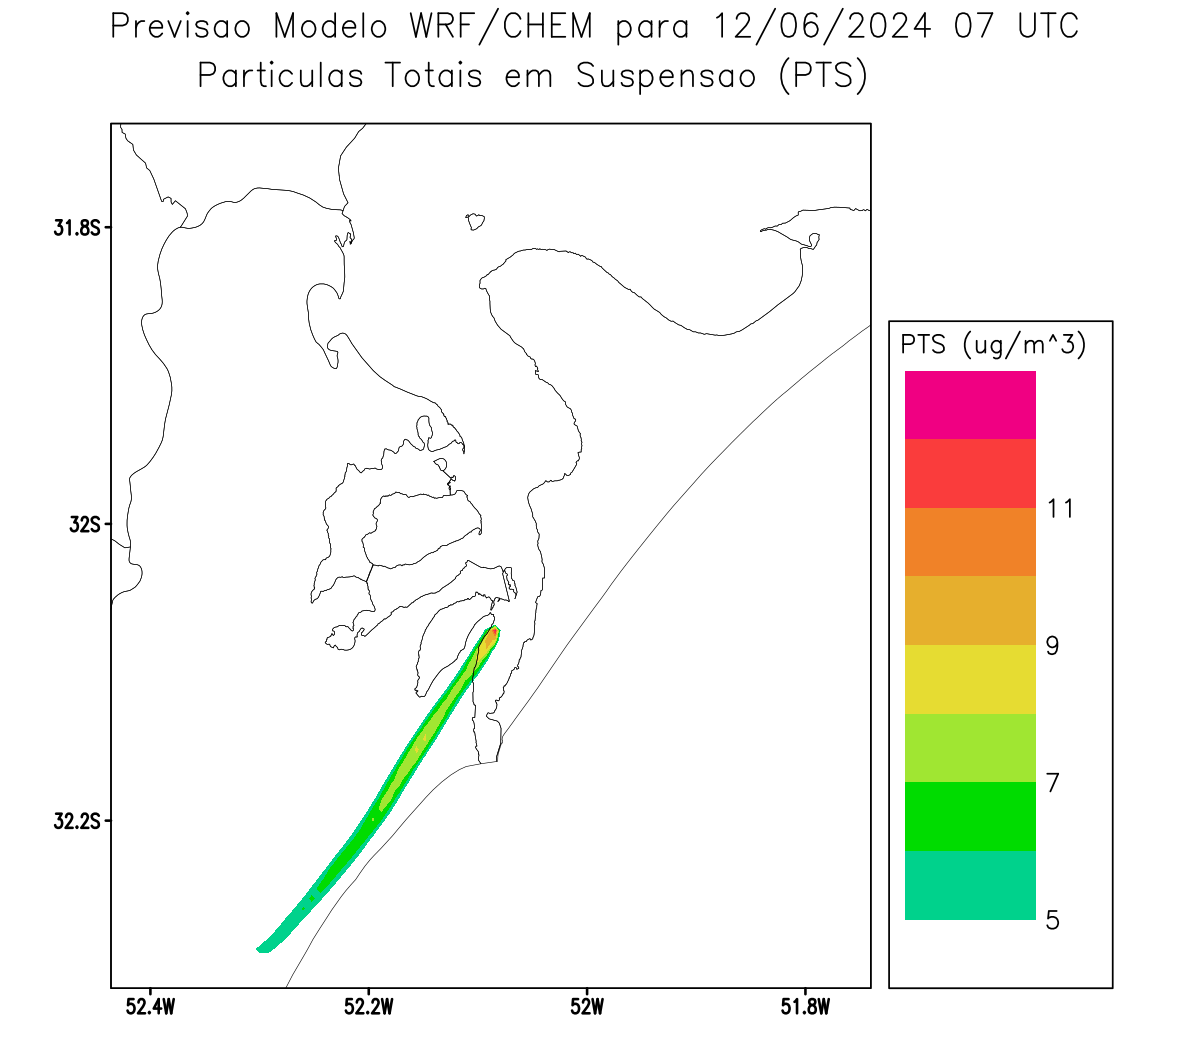 Previsao Modelo WRF/CHEM para 12/06/2024 07 UTC
Particulas Totais em Suspensao (PTS)
31.8S
32S
32.2S
52.4W 52.2W 52W 51.8W
PTS (ug/m^3)
11
9
7
5